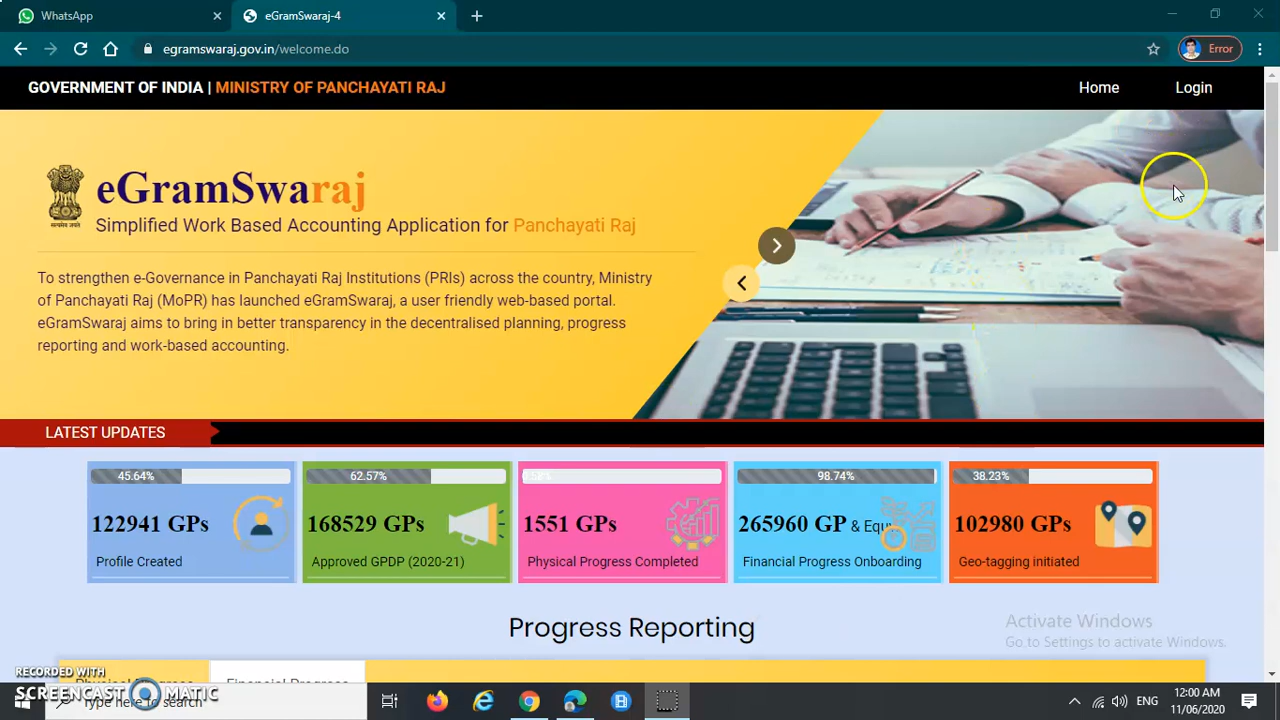 WhatsApp
eGramSwaraj-4
egramswaraj.gov.in/welcome.do
Error
GOVERNMENT OF INDIA | MINISTRY OF PANCHAYATI RAJ
Home
Login
eGramSwaraj
Simplified Work Based Accounting Application for Panchayati Raj
To strengthen e-Governance in Panchayati Raj Institutions (PRIs) across the country, Ministry
of Panchayati Raj (MoPR) has launched eGramSwaraj, a user friendly web-based portal.
eGramSwaraj aims to bring in better transparency in the decentralised planning, progress
reporting and work-based accounting.
LATEST UPDATES
45.64%
122941 GPs
Profile Created
62.57%
168529 GPs
Approved GPDP (2020-21)
1551 GPs
Physical Progress Completed
98.74%
265960 GP & Equ
Financial Progress Onboarding
38.23%
102980 GPs
Geo-tagging initiated
Progress Reporting
Activate Windows
Go to Settings to activate Windows.
Physical Progress
Financial Progress
RECORDED WITH
SCREENCAST MATIC
Type here to search
ENG
12:00 AM
11/06/2020